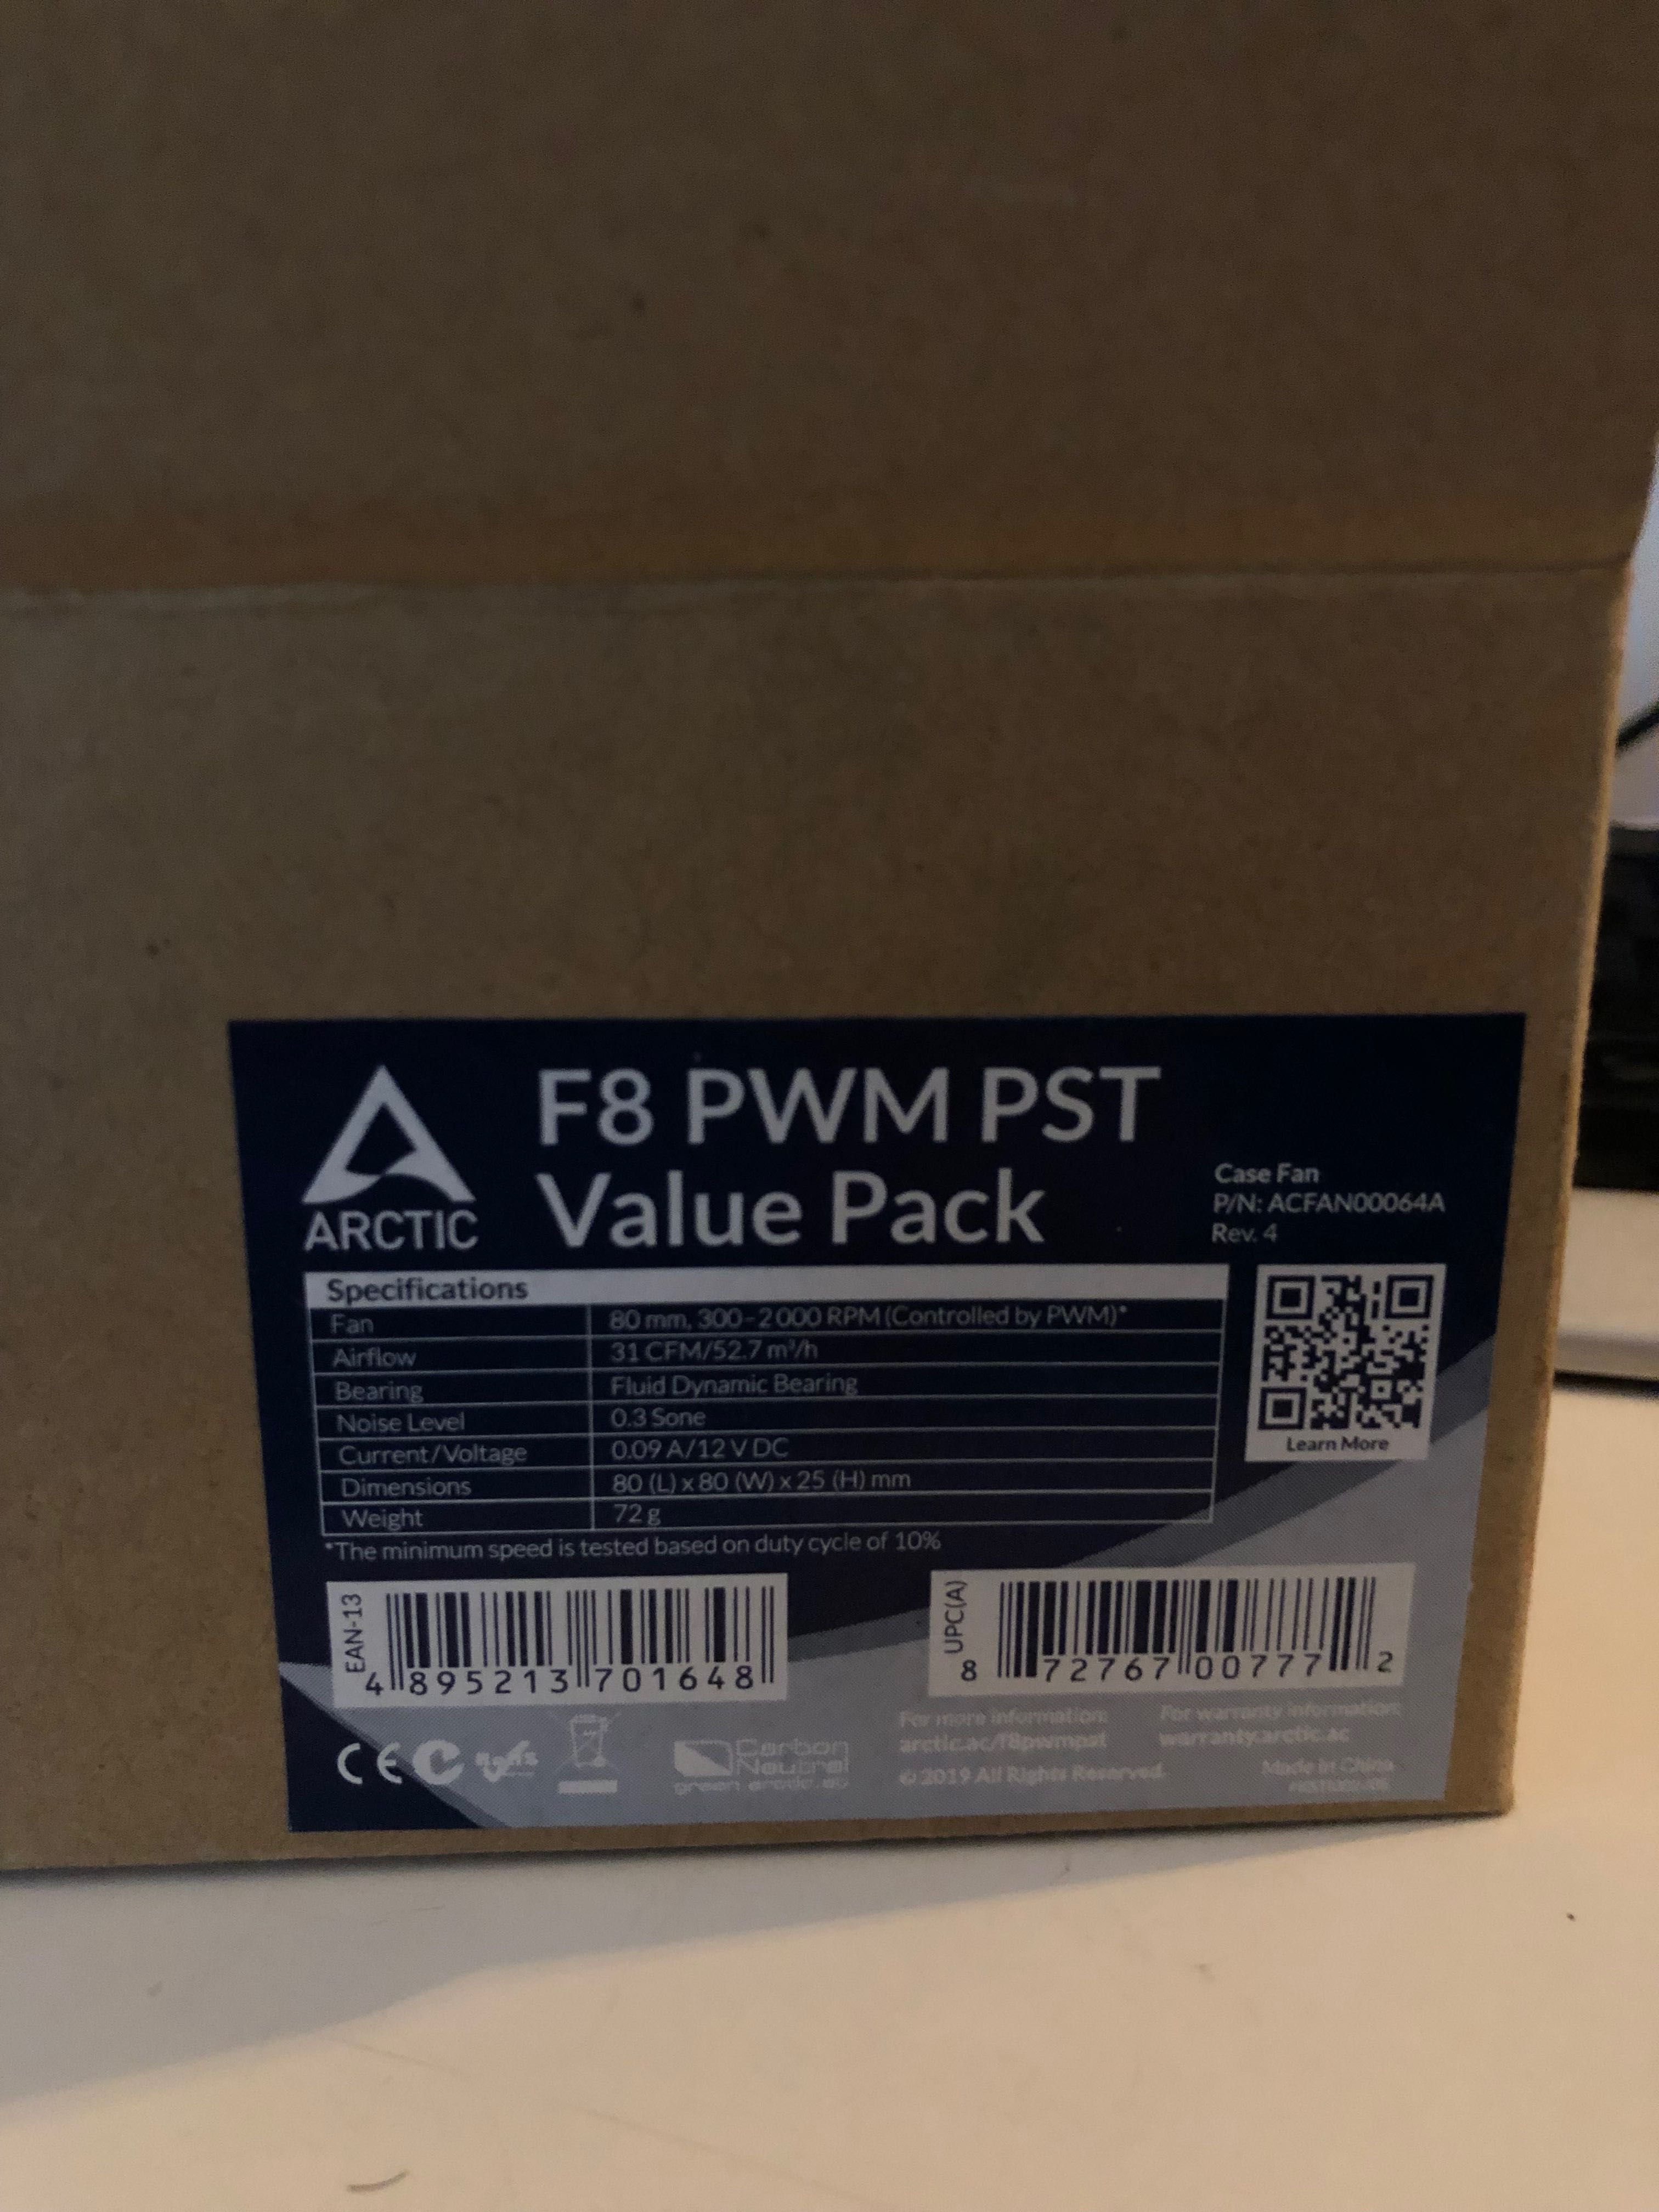 F8 PWM PST
Value Pack
ARCTIC
Case Fan
P/N: ACFAN00064A
Rev. 4
Specifications
Fan 80 mm, 300–2 000 RPM (Controlled by PWM)*
Airflow 31 CFM/52.7 m³/h
Bearing Fluid Dynamic Bearing
Noise Level 0.3 Sone
Current/Voltage 0.09 A/12 V DC
Dimensions 80 (L) x 80 (W) x 25 (H) mm
Weight 72 g
*The minimum speed is tested based on duty cycle of 10%
Learn More
EAN-13
4 895213 701648
UPC(A)
8 72767 00777 2
CE
RoHS
Carbon
Neutral
green.arctic.ac
For more information:
arctic.ac/f8pwmpst
© 2019 All Rights Reserved.
For warranty information:
warranty.arctic.ac
Made in China